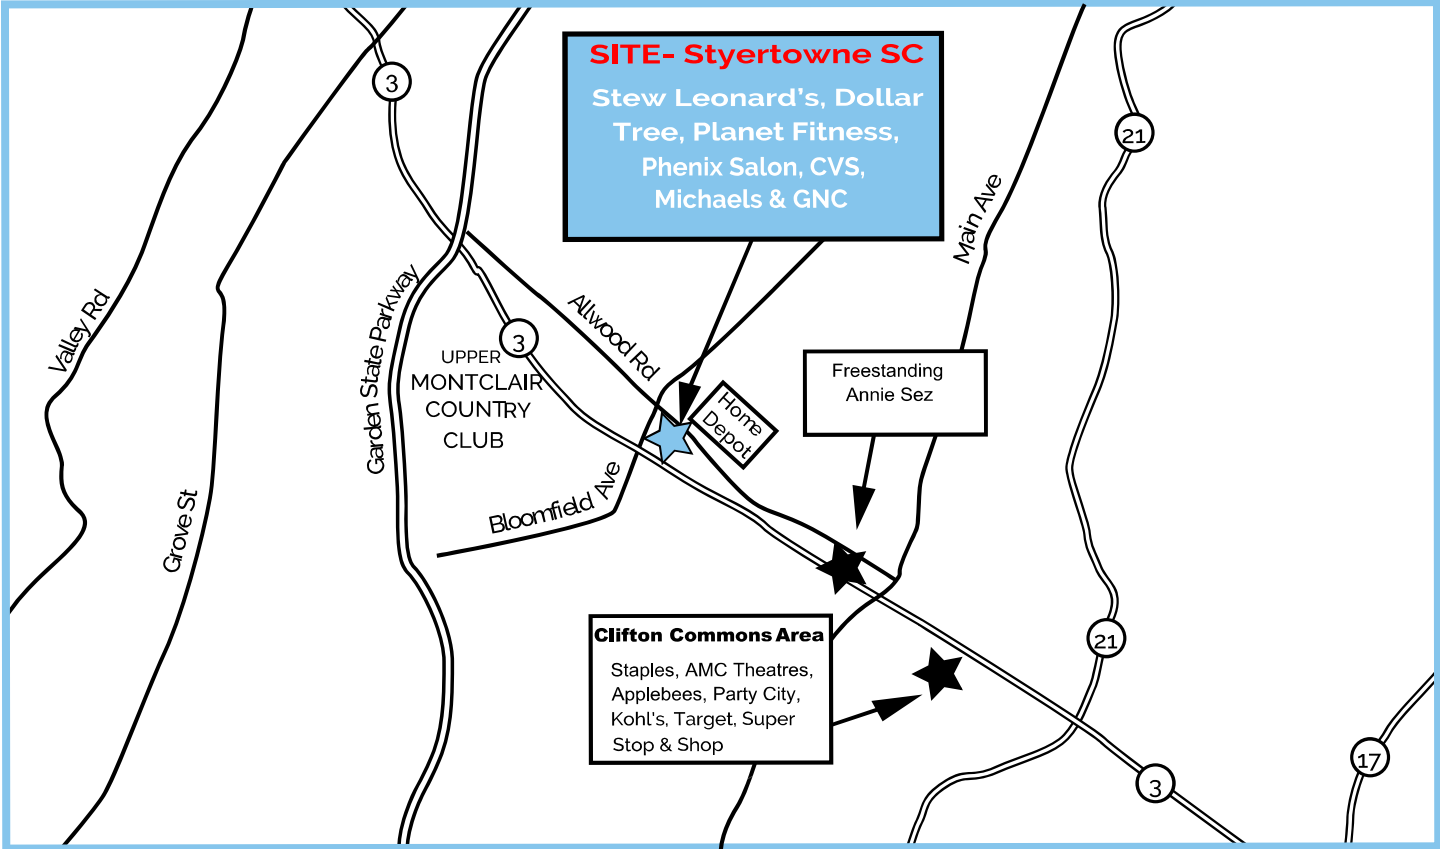 SITE- Styertowne SC
Stew Leonard's, Dollar
Tree, Planet Fitness,
Phenix Salon, CVS,
Michaels & GNC
3
21
Main Ave
Valley Rd
Garden State Parkway
Allwood Rd
3
UPPER
MONTCLAIR
COUNTRY
CLUB
Home
Depot
Freestanding
Annie Sez
Bloomfield Ave
Grove St
Clifton Commons Area
Staples, AMC Theatres,
Applebees, Party City,
Kohl's, Target, Super
Stop & Shop
21
17
3